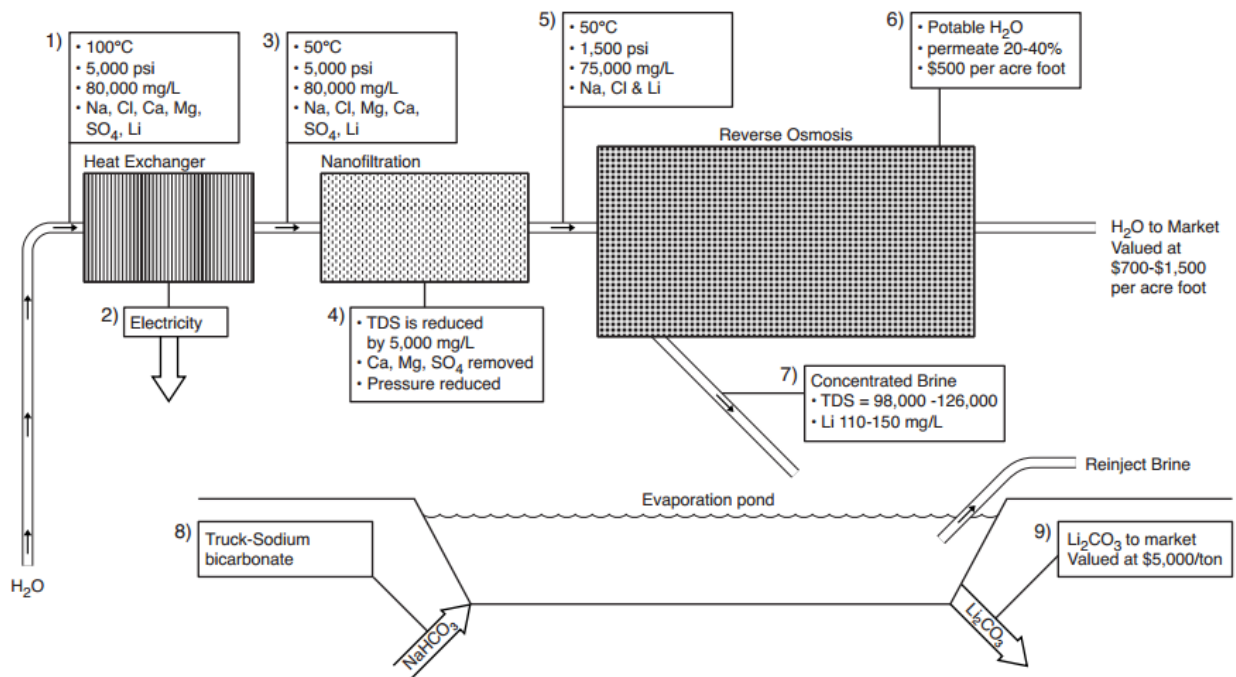 1)
• 100°C
• 5,000 psi
• 80,000 mg/L
• Na, Cl, Ca, Mg,
SO₄, Li
Heat Exchanger
2)
Electricity
3)
• 50°C
• 5,000 psi
• 80,000 mg/L
• Na, Cl, Mg, Ca,
SO₄, Li
Nanofiltration
4)
• TDS is reduced
by 5,000 mg/L
• Ca, Mg, SO₄ removed
• Pressure reduced
5)
• 50°C
• 1,500 psi
• 75,000 mg/L
• Na, Cl & Li
Reverse Osmosis
6)
• Potable H₂O
• permeate 20-40%
• $500 per acre foot
H₂O to Market
Valued at
$700-$1,500
per acre foot
7)
Concentrated Brine
• TDS = 98,000 -126,000
• Li 110-150 mg/L
Reinject Brine
Evaporation pond
8)
Truck-Sodium
bicarbonate
NaHCO₃
9)
Li₂CO₃ to market
Valued at $5,000/ton
Li₂CO₃
H₂O